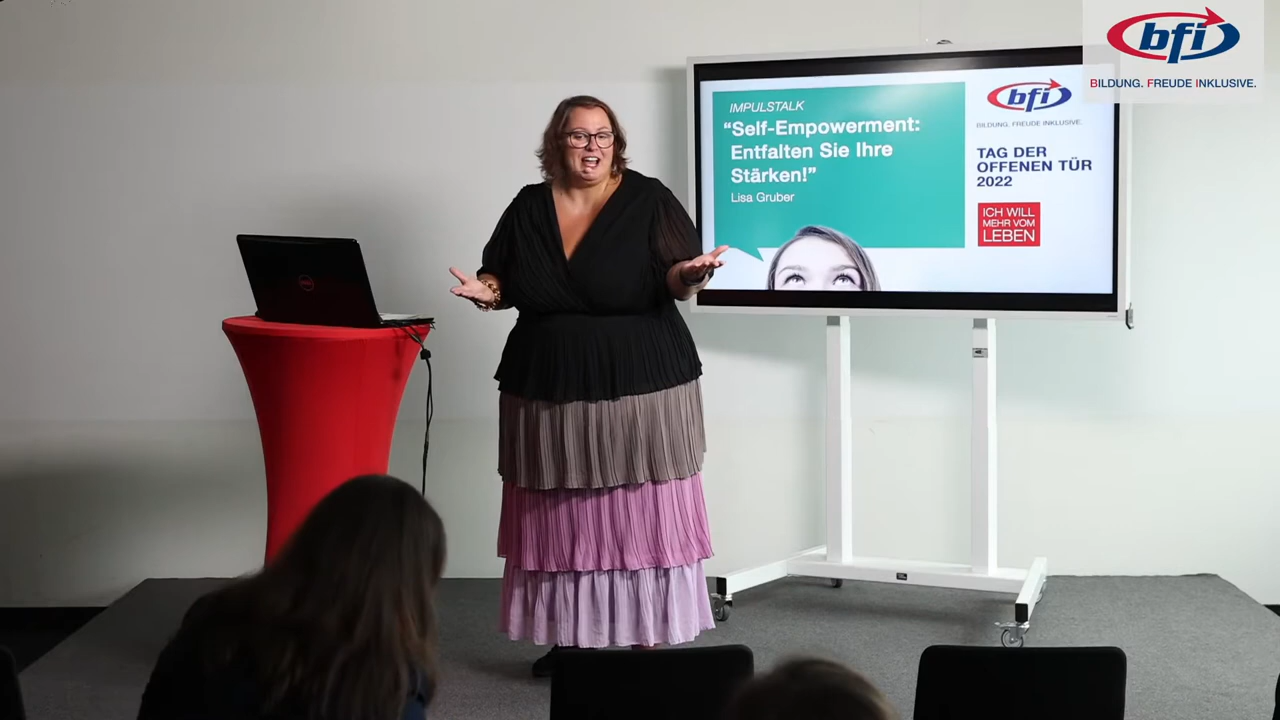 bfi
BILDUNG. FREUDE INKLUSIVE.
IMPULSTALK
“Self-Empowerment:
Entfalten Sie Ihre
Stärken!”
Lisa Gruber
bfi
BILDUNG. FREUDE INKLUSIVE.
TAG DER
OFFENEN TÜR
2022
ICH WILL
MEHR VOM
LEBEN